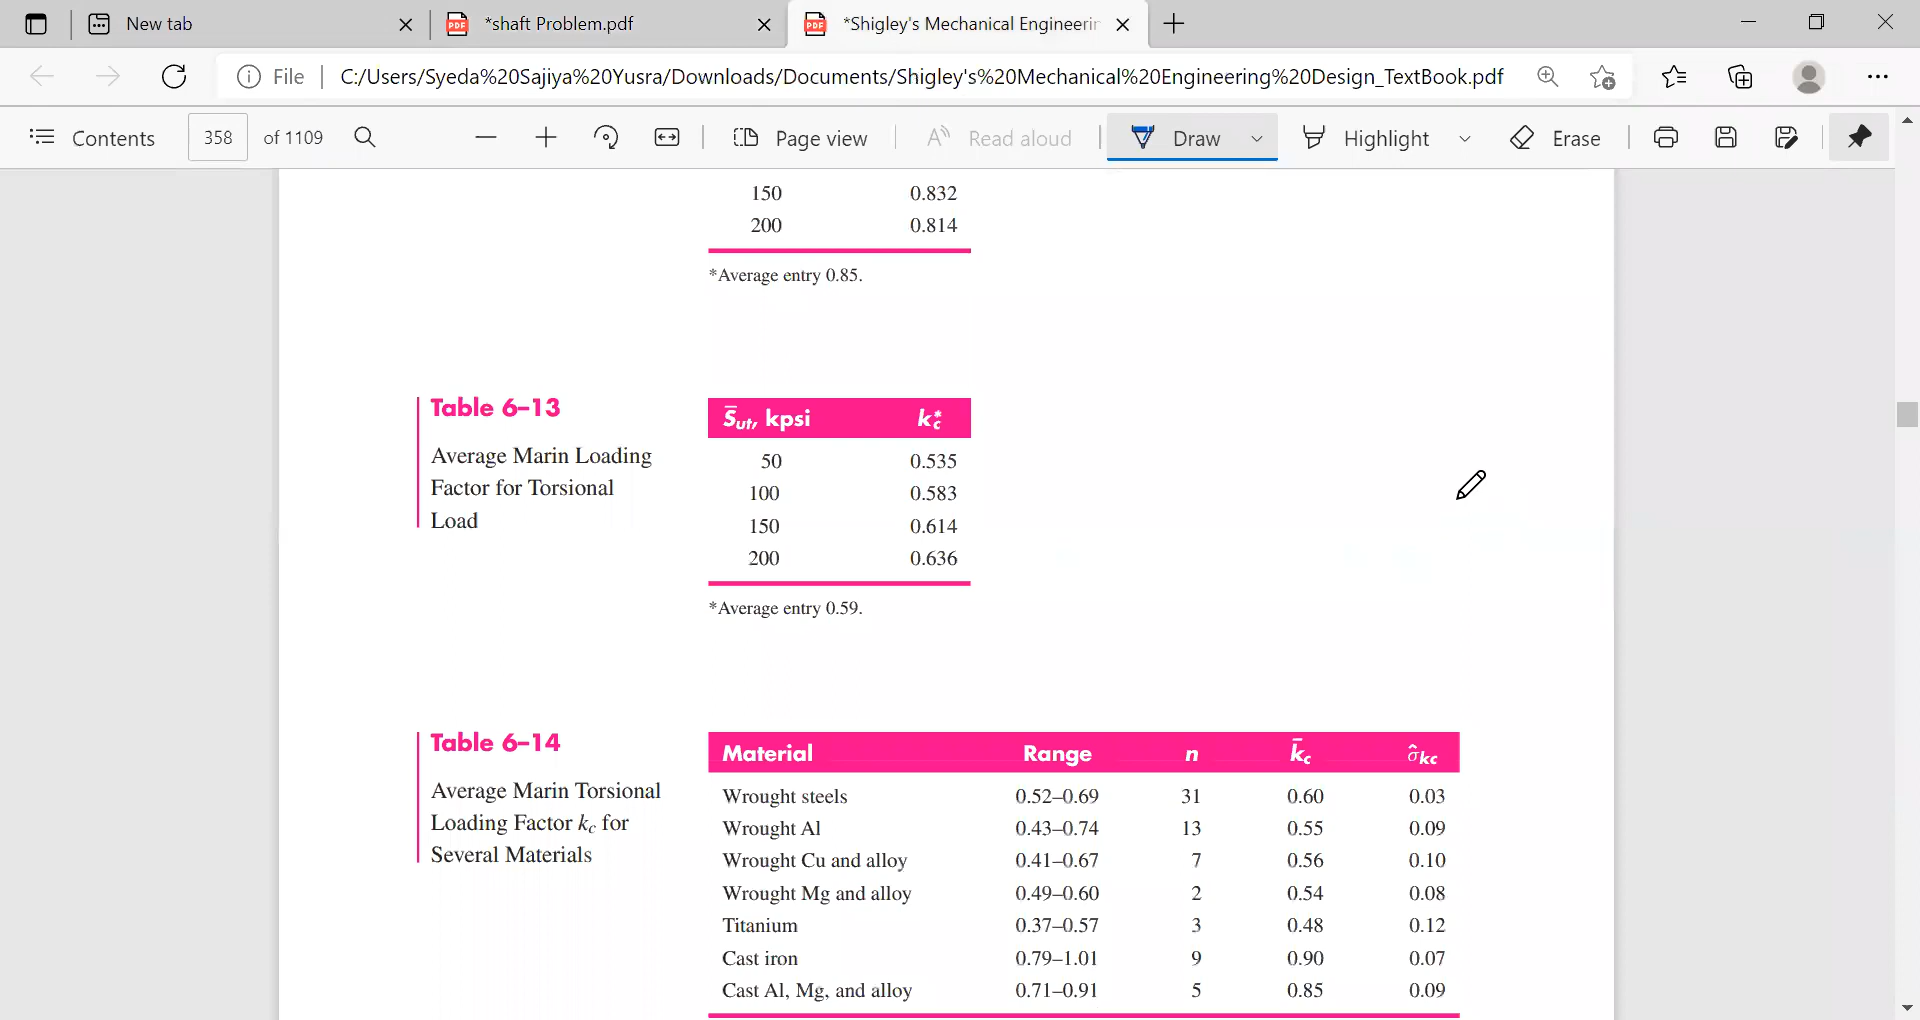 New tab
*shaft Problem.pdf
*Shigley's Mechanical Engineerin
File
C:/Users/Syeda%20Sajiya%20Yusra/Downloads/Documents/Shigley's%20Mechanical%20Engineering%20Design_TextBook.pdf
Contents
358
of 1109
Page view
Read aloud
Draw
Highlight
Erase
150 0.832
200 0.814
*Average entry 0.85.
Table 6–13
Average Marin Loading
Factor for Torsional
Load
S̄ut, kpsi kc*
50 0.535
100 0.583
150 0.614
200 0.636
*Average entry 0.59.
Table 6–14
Average Marin Torsional
Loading Factor kc for
Several Materials
Material Range n k̄c σ̂kc
Wrought steels 0.52–0.69 31 0.60 0.03
Wrought Al 0.43–0.74 13 0.55 0.09
Wrought Cu and alloy 0.41–0.67 7 0.56 0.10
Wrought Mg and alloy 0.49–0.60 2 0.54 0.08
Titanium 0.37–0.57 3 0.48 0.12
Cast iron 0.79–1.01 9 0.90 0.07
Cast Al, Mg, and alloy 0.71–0.91 5 0.85 0.09